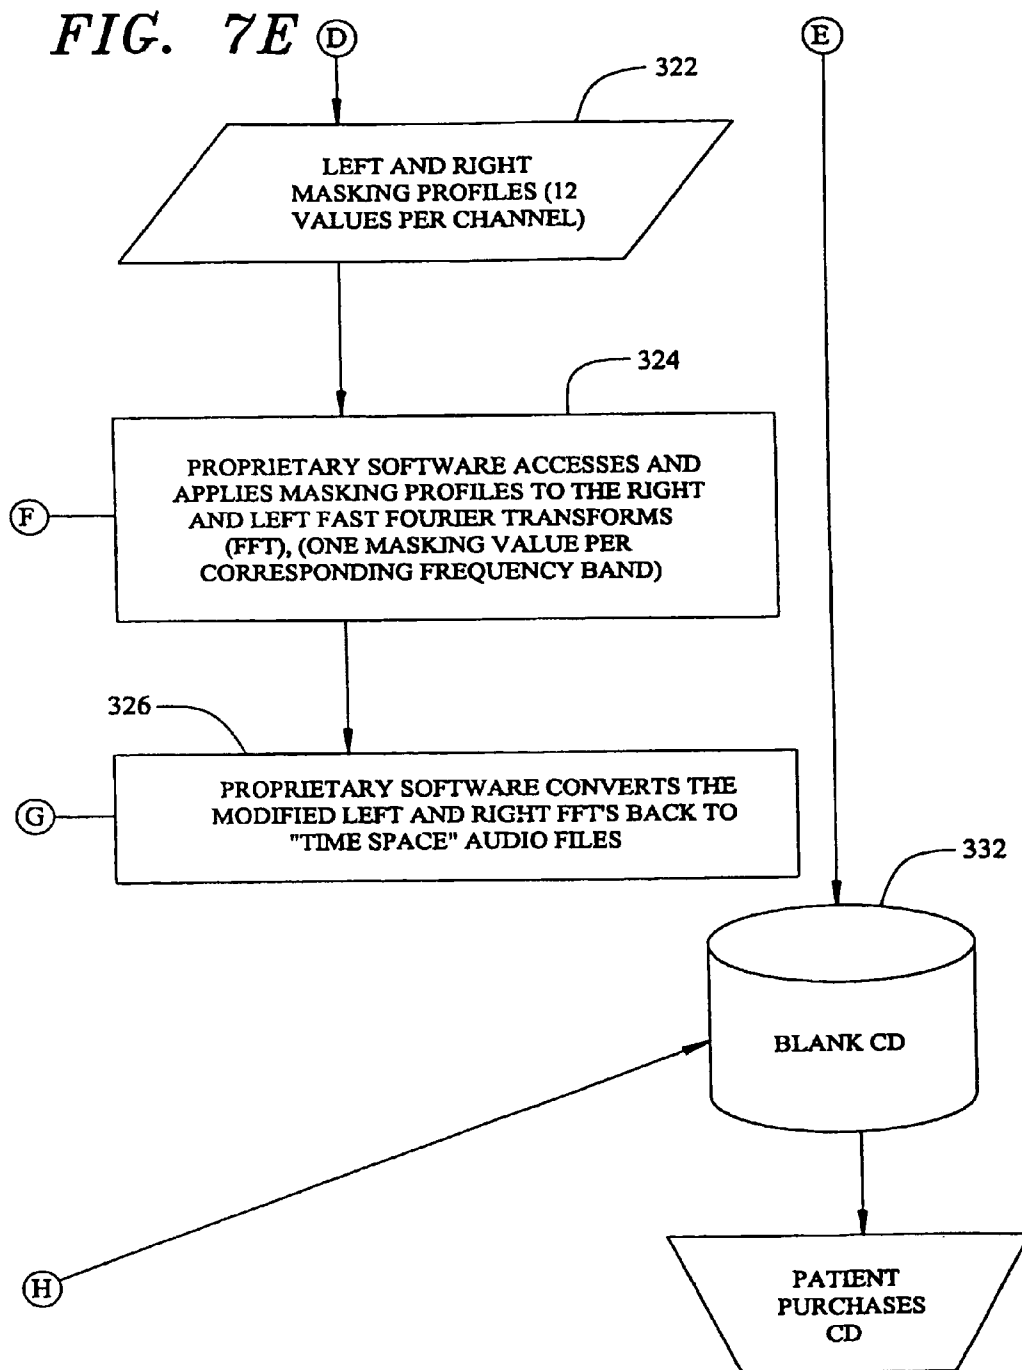 FIG. 7E
D
E
322
LEFT AND RIGHT
MASKING PROFILES (12
VALUES PER CHANNEL)
324
PROPRIETARY SOFTWARE ACCESSES AND
APPLIES MASKING PROFILES TO THE RIGHT
AND LEFT FAST FOURIER TRANSFORMS
(FFT), (ONE MASKING VALUE PER
CORRESPONDING FREQUENCY BAND)
F
326
PROPRIETARY SOFTWARE CONVERTS THE
MODIFIED LEFT AND RIGHT FFT'S BACK TO
"TIME SPACE" AUDIO FILES
G
332
BLANK CD
H
PATIENT
PURCHASES
CD